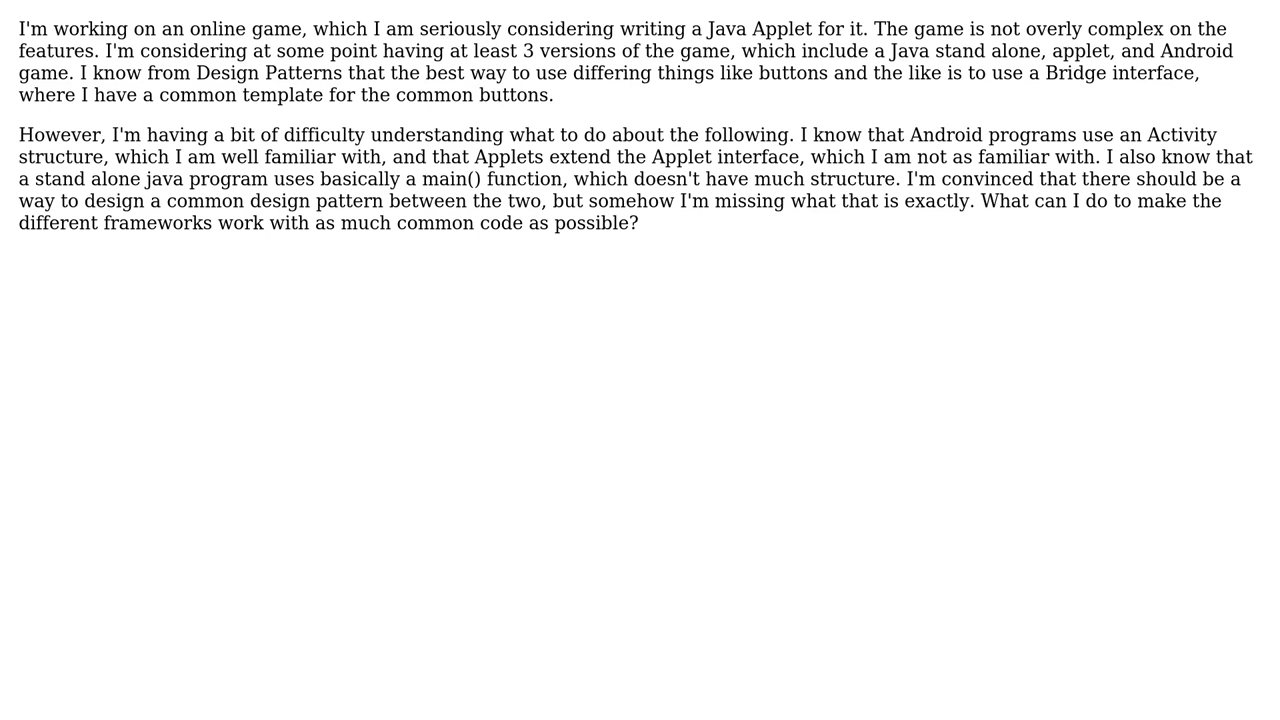 I'm working on an online game, which I am seriously considering writing a Java Applet for it. The game is not overly complex on the
features. I'm considering at some point having at least 3 versions of the game, which include a Java stand alone, applet, and Android
game. I know from Design Patterns that the best way to use differing things like buttons and the like is to use a Bridge interface,
where I have a common template for the common buttons.
However, I'm having a bit of difficulty understanding what to do about the following. I know that Android programs use an Activity
structure, which I am well familiar with, and that Applets extend the Applet interface, which I am not as familiar with. I also know that
a stand alone java program uses basically a main() function, which doesn't have much structure. I'm convinced that there should be a
way to design a common design pattern between the two, but somehow I'm missing what that is exactly. What can I do to make the
different frameworks work with as much common code as possible?